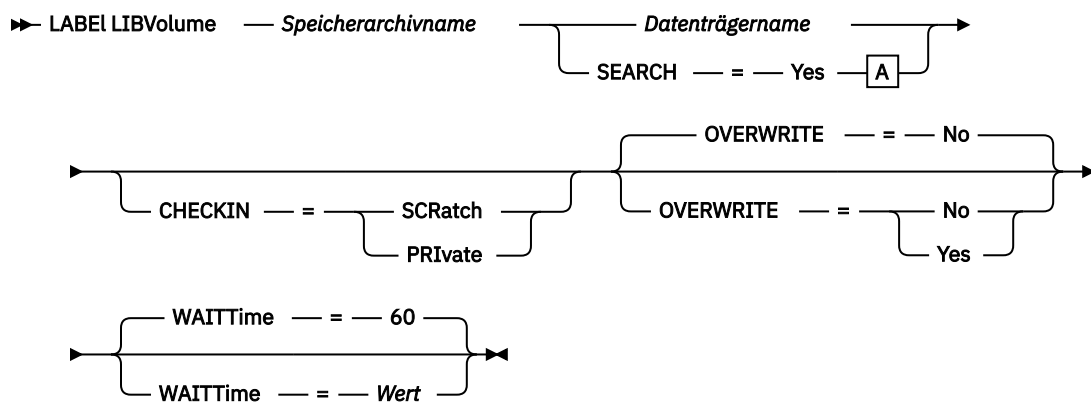 LABEl LIBVolume Speicherarchivname Datenträgername
SEARCH = Yes A
OVERWRITE = No
CHECKIN = SCRatch OVERWRITE = No
PRIvate Yes
WAITTime = 60
WAITTime = Wert